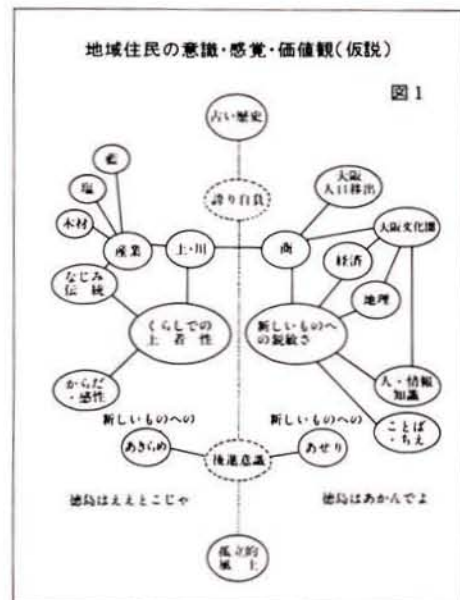 地域住民の意識・感覚・価値観(仮説)
図1
古い歴史
誇り自負
藍
塩
木材
産業
土・川
商
大阪
人口移出
大阪文化圏
経済
地理
なじみ
伝統
くらしでの
土着性
新しいものへ
の鋭敏さ
からだ
・感性
人・情報
知識
ことば
・ちえ
新しいものへの
あきらめ
新しいものへの
あせり
後進意識
徳島はええとこじゃ
徳島はあかんでよ
孤立的
風土